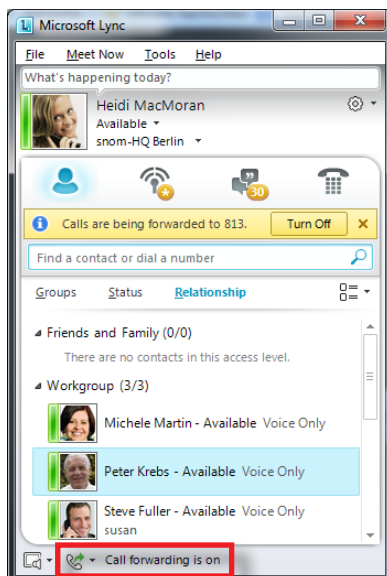 Microsoft Lync
File Meet Now Tools Help
What's happening today?
Heidi MacMoran
Available
snom-HQ Berlin
30
Calls are being forwarded to 813. Turn Off
Find a contact or dial a number
Groups Status Relationship
Friends and Family (0/0)
There are no contacts in this access level.
Workgroup (3/3)
Michele Martin - Available Voice Only
Peter Krebs - Available Voice Only
Steve Fuller - Available Voice Only
susan
Call forwarding is on